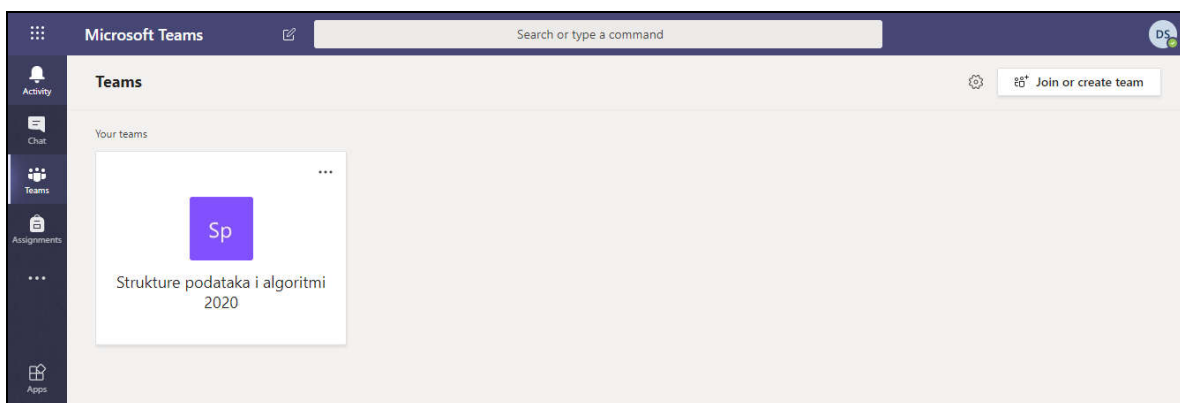 Microsoft Teams
Search or type a command
DS
Activity
Chat
Teams
Assignments
Apps
Teams
Join or create team
Your teams
Sp
Strukture podataka i algoritmi
2020